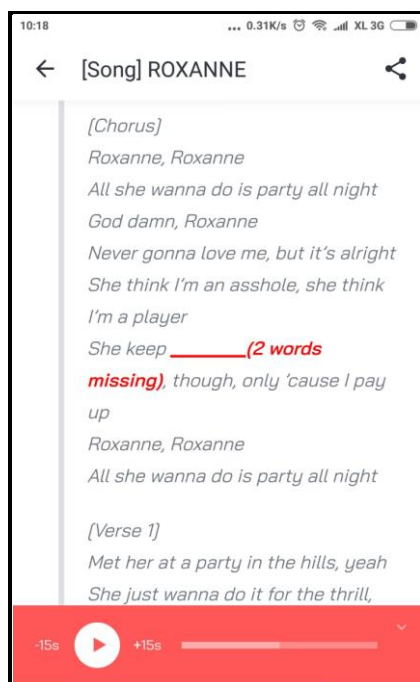 10:18 ... 0.31K/s XL 3G
[Song] ROXANNE
[Chorus]
Roxanne, Roxanne
All she wanna do is party all night
God damn, Roxanne
Never gonna love me, but it's alright
She think I'm an asshole, she think
I'm a player
She keep ________(2 words
missing), though, only 'cause I pay
up
Roxanne, Roxanne
All she wanna do is party all night
[Verse 1]
Met her at a party in the hills, yeah
She just wanna do it for the thrill,
-15s +15s